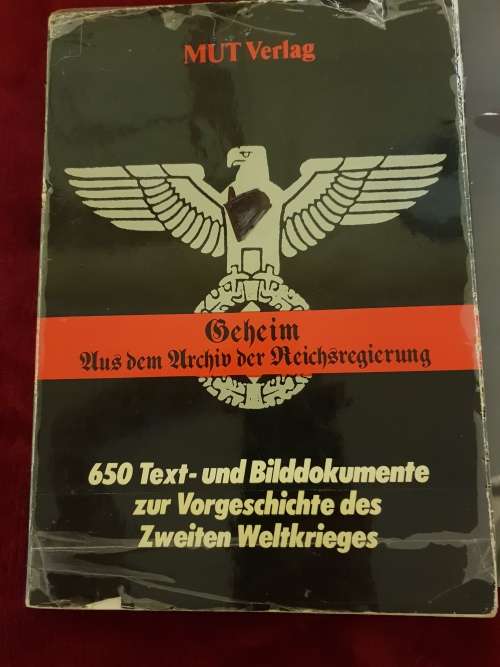 MUT Verlag
Geheim
Aus dem Archiv der Reichsregierung
650 Text- und Bilddokumente
zur Vorgeschichte des
Zweiten Weltkrieges